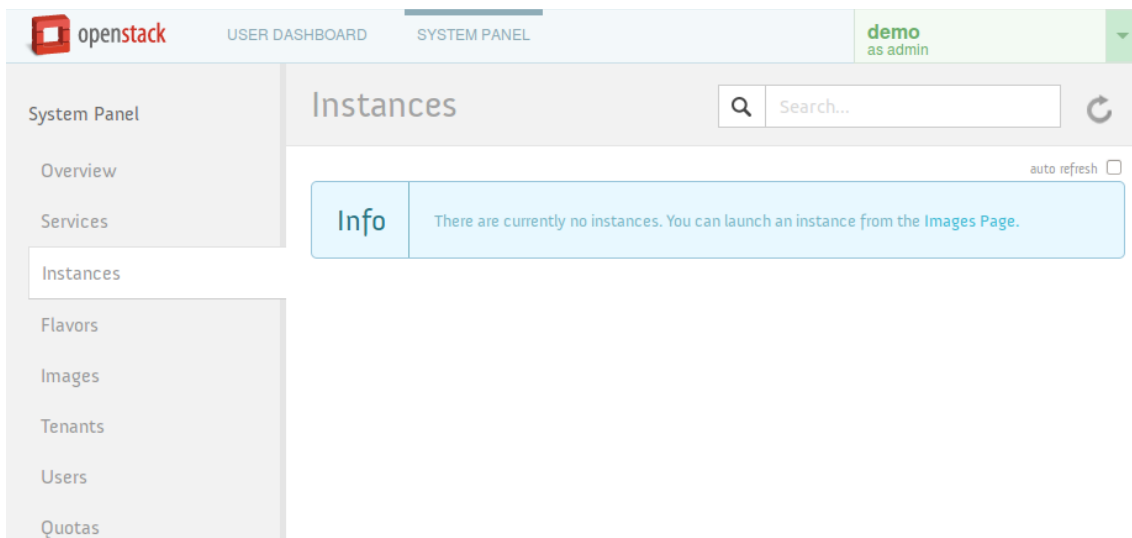 openstack USER DASHBOARD SYSTEM PANEL demo
as admin
System Panel
Overview
Services
Instances
Flavors
Images
Tenants
Users
Quotas
Instances
Search...
auto refresh
Info There are currently no instances. You can launch an instance from the Images Page.